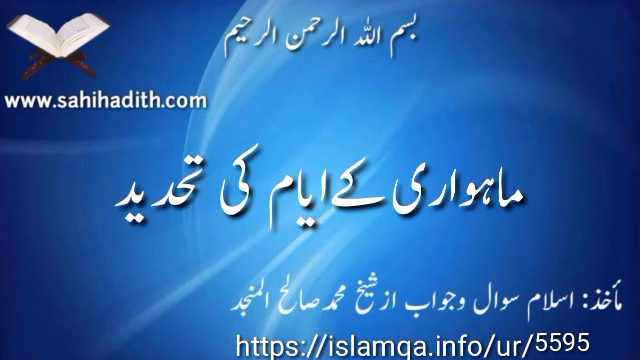 بسم اللہ الرحمن الرحیم
www.sahihadith.com
ماہواری کے ایام کی تحدید
مأخذ: اسلام سوال وجواب از شیخ محمد صالح المنجد
https://islamqa.info/ur/5595